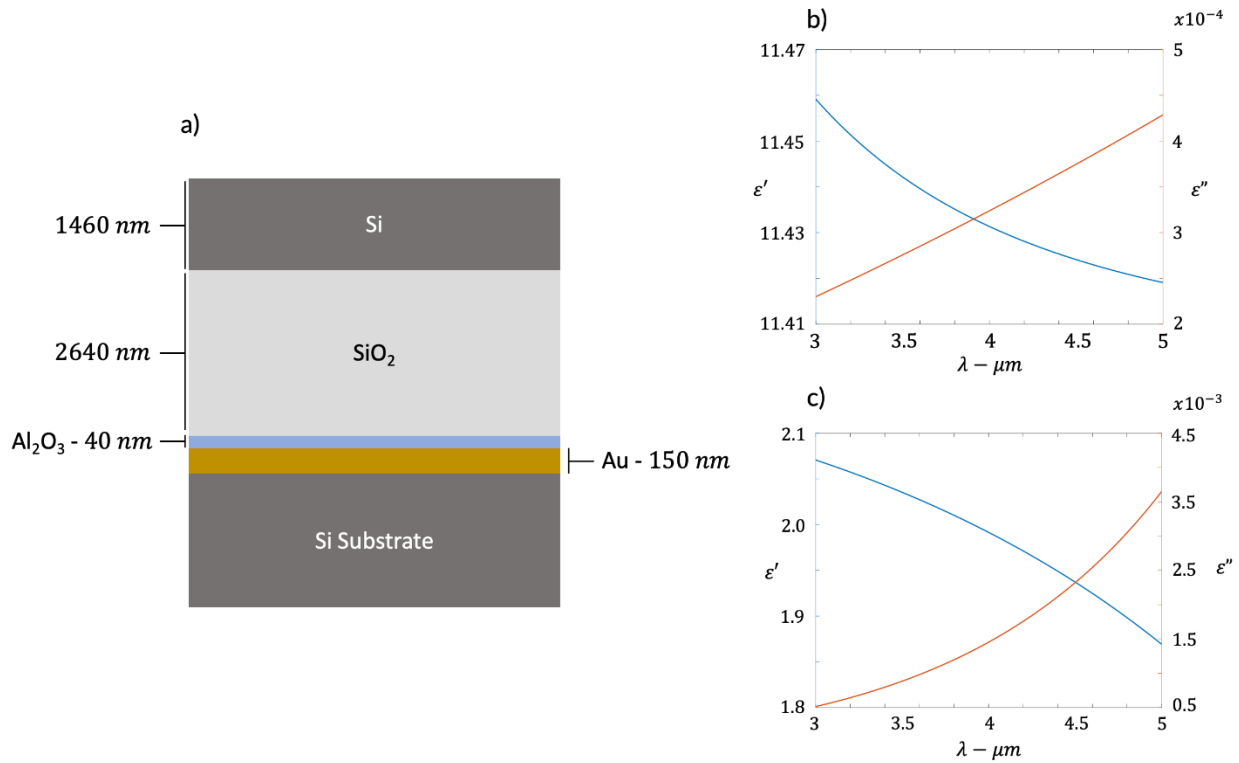 a)
Si
1460 nm
2640 nm
SiO₂
Al₂O₃ - 40 nm
Au - 150 nm
Si Substrate
b)
x10⁻⁴
11.47
11.45
ε′
11.43
11.41
5
4
ε”
3
2
3
3.5
4
4.5
5
λ − μm
c)
x10⁻³
2.1
2.0
ε′
1.9
1.8
4.5
3.5
2.5
ε”
1.5
0.5
3
3.5
4
4.5
5
λ − μm